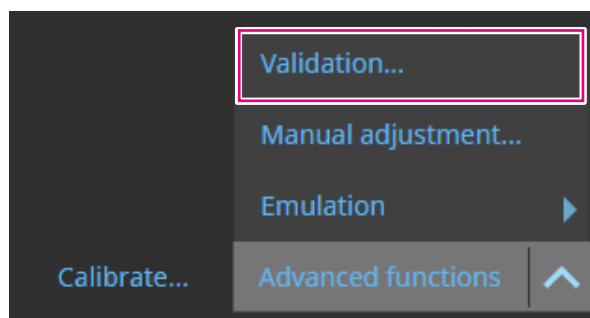 Validation...
Manual adjustment...
Emulation
Calibrate... Advanced functions